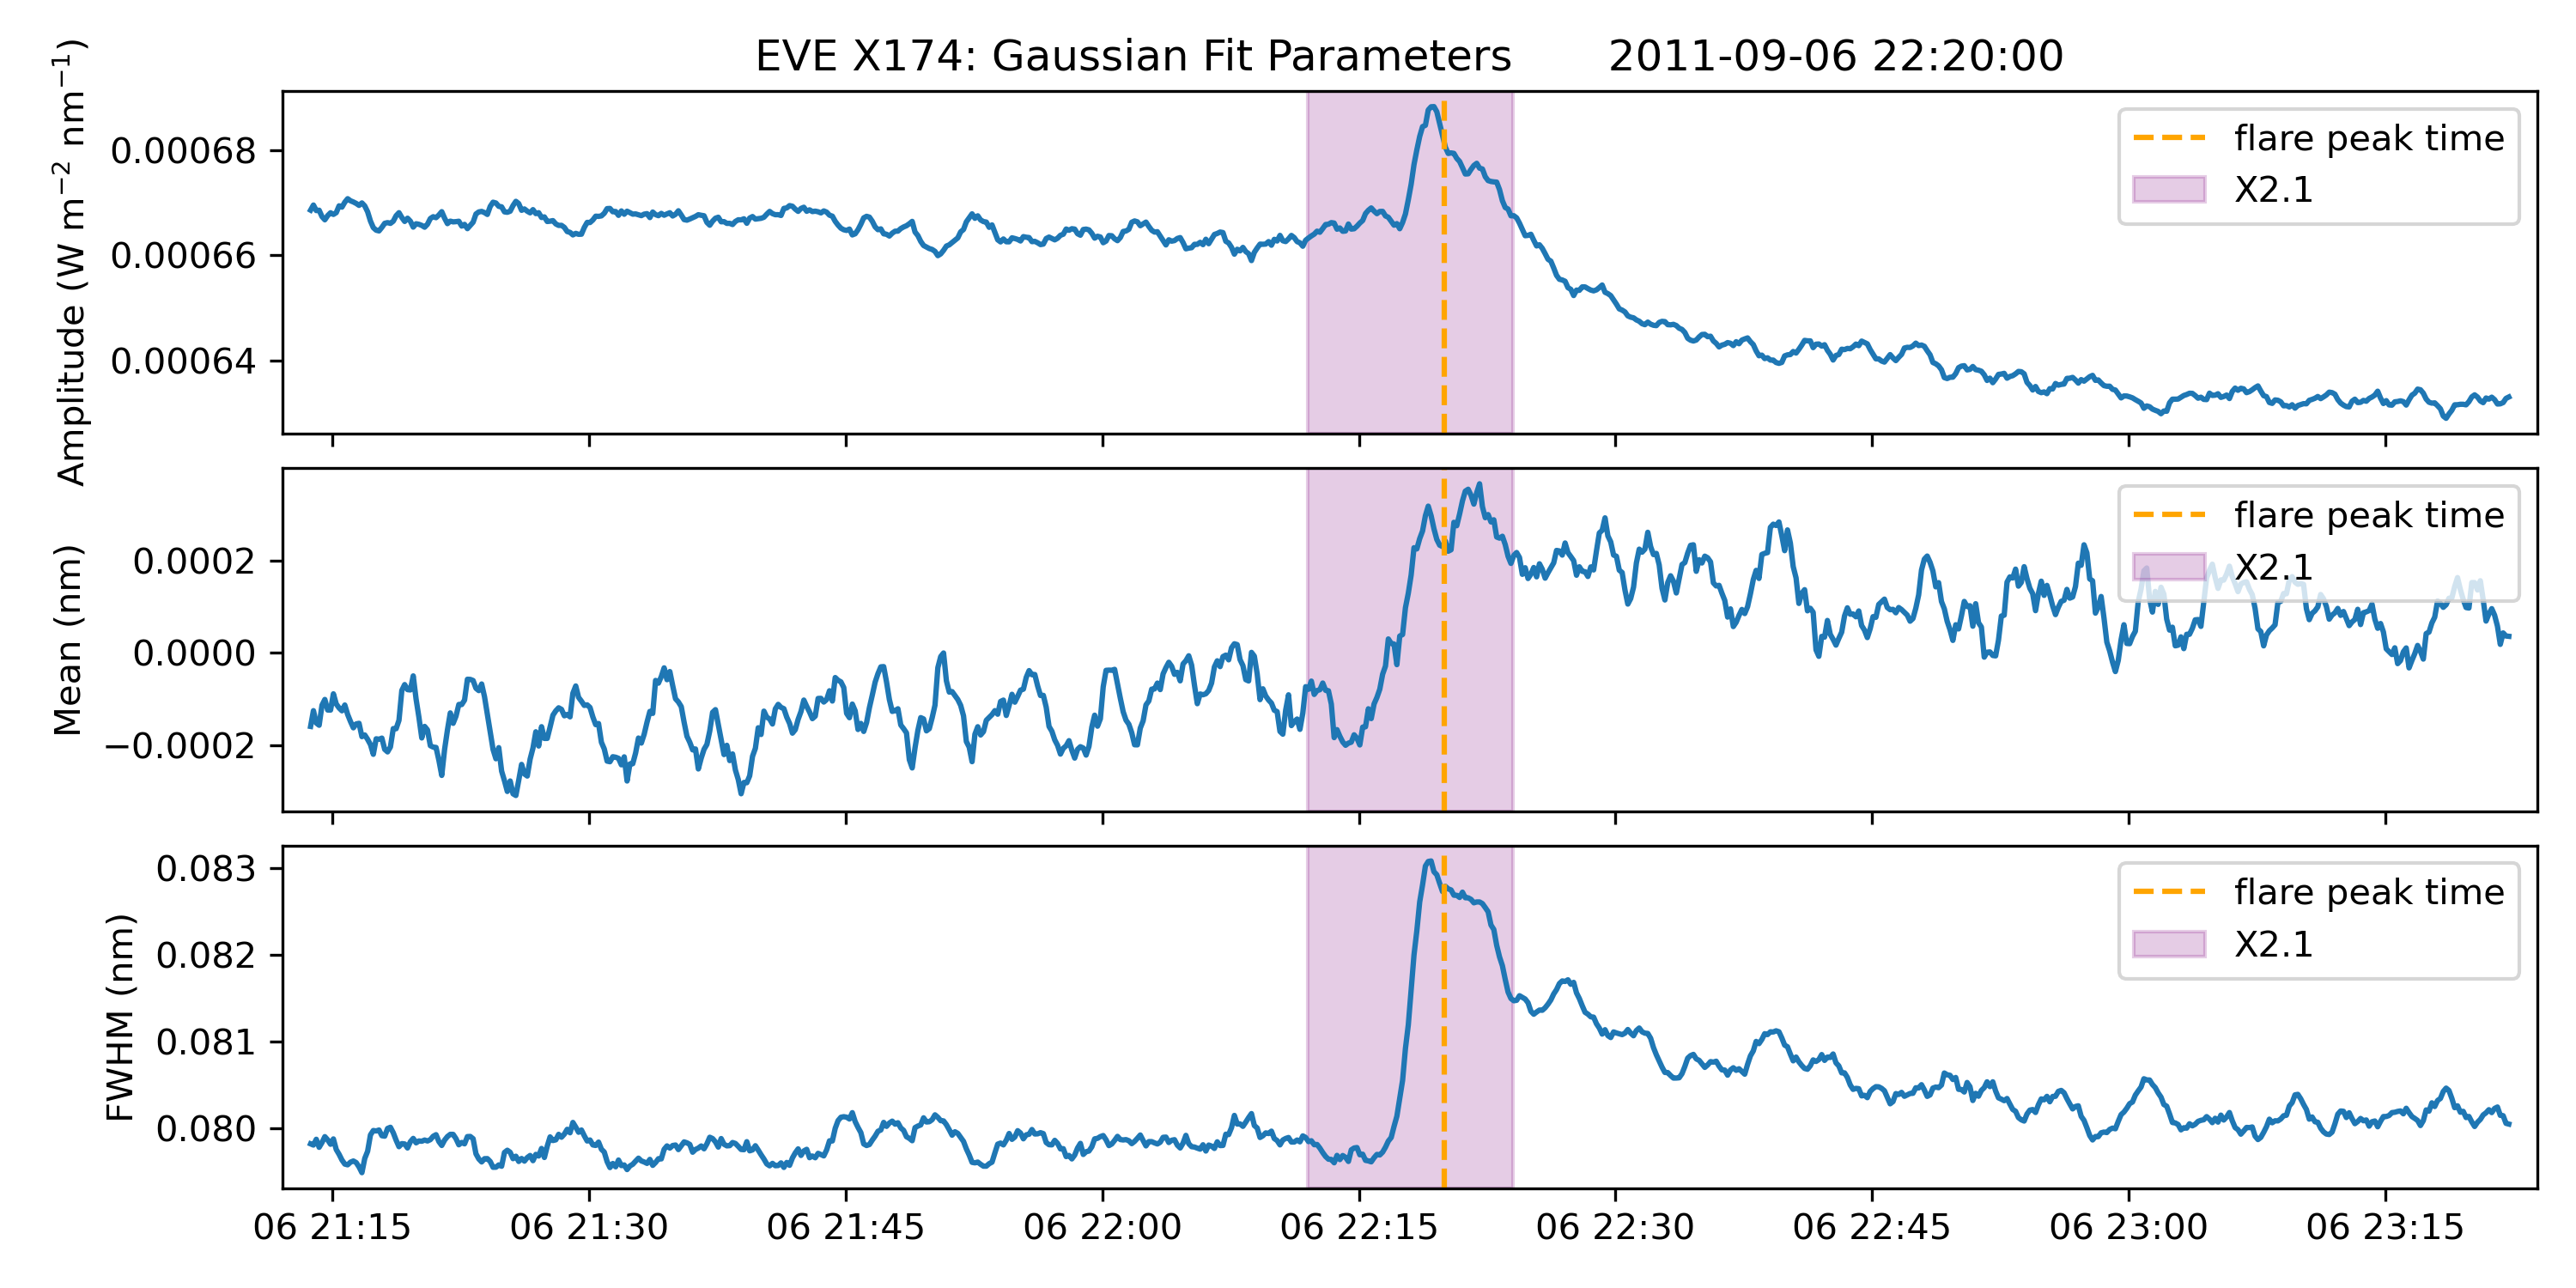 EVE X174: Gaussian Fit Parameters 2011-09-06 22:20:00
Amplitude (W m⁻² nm⁻¹)
0.00068
0.00066
0.00064
flare peak time
X2.1
Mean (nm)
0.0002
0.0000
−0.0002
flare peak time
X2.1
FWHM (nm)
0.083
0.082
0.081
0.080
flare peak time
X2.1
06 21:15 06 21:30 06 21:45 06 22:00 06 22:15 06 22:30 06 22:45 06 23:00 06 23:15